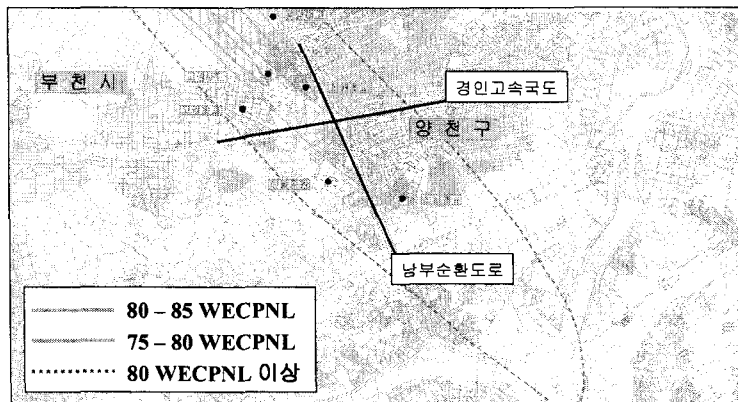 부 천 시
경인고속국도
양 천 구
남부순환도로
80 – 85 WECPNL
75 – 80 WECPNL
80 WECPNL 이상